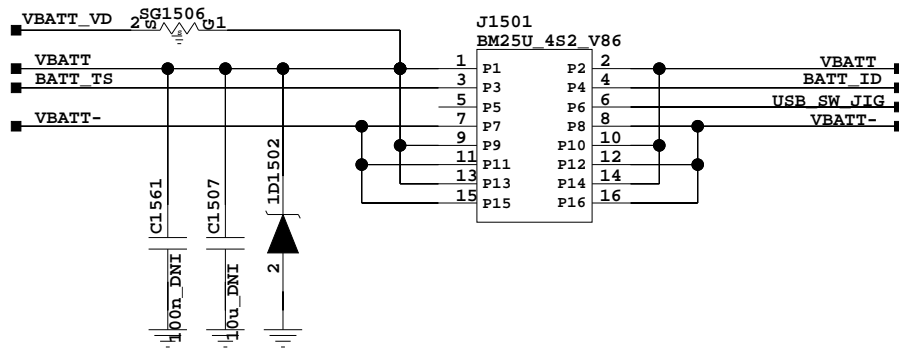 VBATT_VD
2 SG1506 1
S G
S
J1501
BM25U_4S2_V86
VBATT
1 P1 P2 2
VBATT
BATT_TS
3 P3 P4 4
BATT_ID
5 P5 P6 6
USB_SW_JIG
VBATT-
7 P7 P8 8
VBATT-
9 P9 P10 10
11 P11 P12 12
13 P13 P14 14
15 P15 P16 16
C1561
100n_DNI
C1507
10u_DNI
1D1502
2